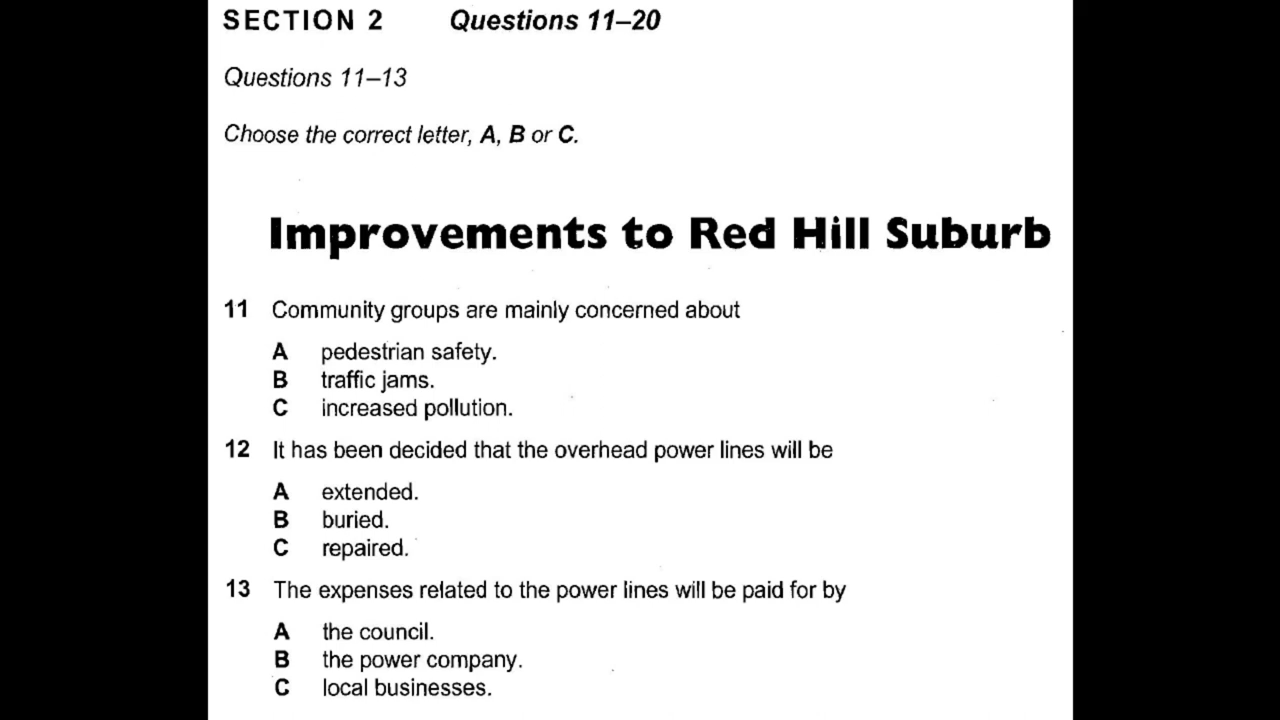 SECTION 2 Questions 11–20
Questions 11–13
Choose the correct letter, A, B or C.
Improvements to Red Hill Suburb
11 Community groups are mainly concerned about
A pedestrian safety.
B traffic jams.
C increased pollution.
12 It has been decided that the overhead power lines will be
A extended.
B buried.
C repaired.
13 The expenses related to the power lines will be paid for by
A the council.
B the power company.
C local businesses.